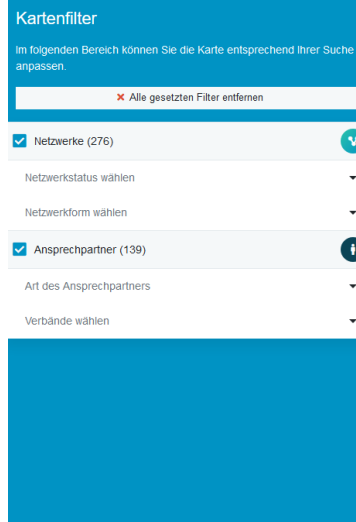 Kartenfilter
Im folgenden Bereich können Sie die Karte entsprechend Ihrer Suche
anpassen.
Alle gesetzten Filter entfernen
Netzwerke (276)
Netzwerkstatus wählen
Netzwerkform wählen
Ansprechpartner (139)
Art des Ansprechpartners
Verbände wählen